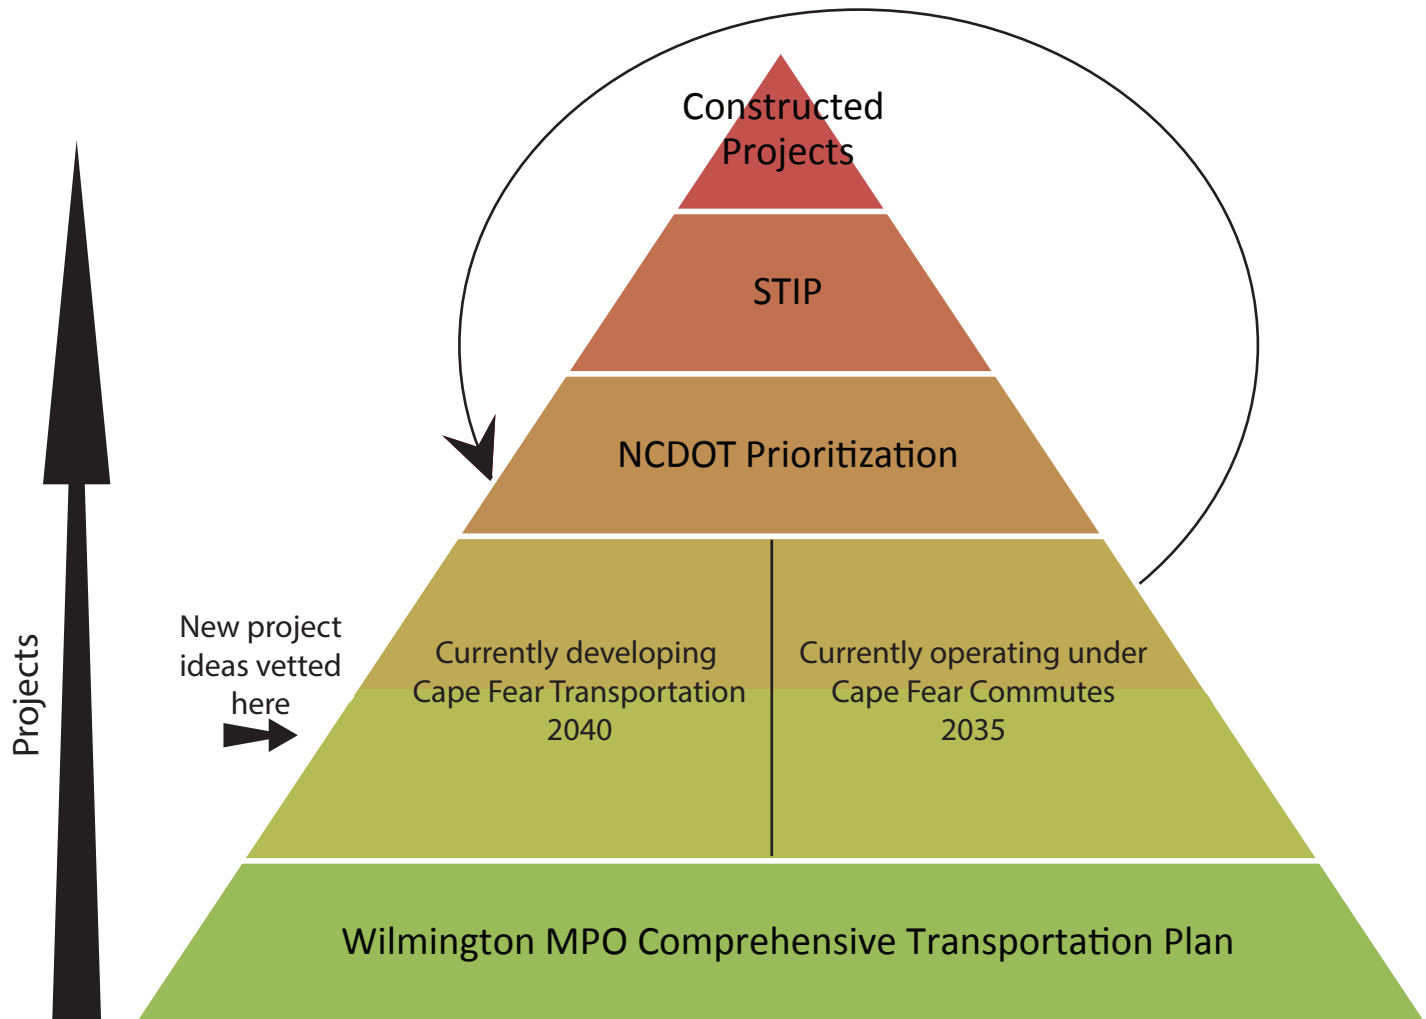 Constructed
Projects
STIP
NCDOT Prioritization
New project
ideas vetted
here
Currently developing
Cape Fear Transportation
2040
Currently operating under
Cape Fear Commutes
2035
Projects
Wilmington MPO Comprehensive Transportation Plan